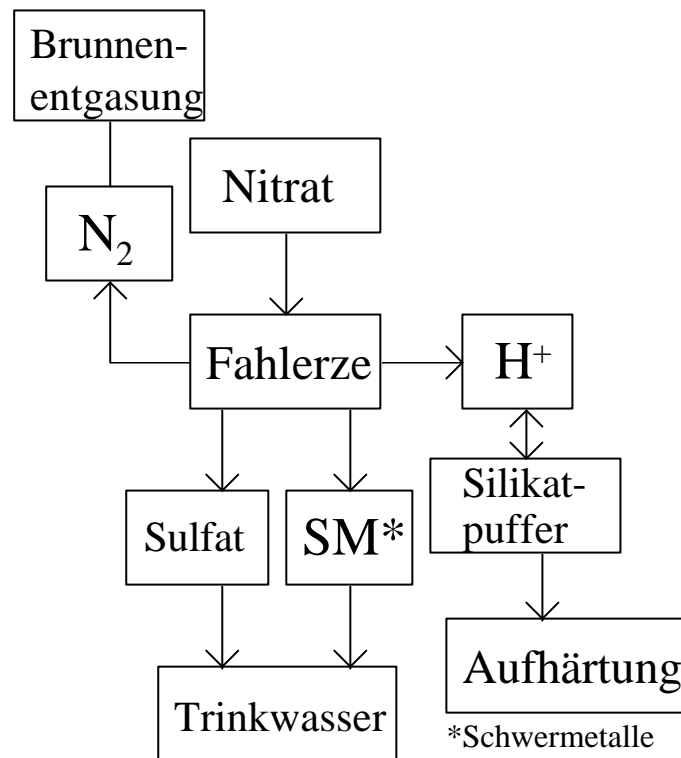 Brunnen-
entgasung
Nitrat
N₂
Fahlerze
H⁺
Silikat-
puffer
Sulfat
SM*
Aufhärtung
Trinkwasser
*Schwermetalle